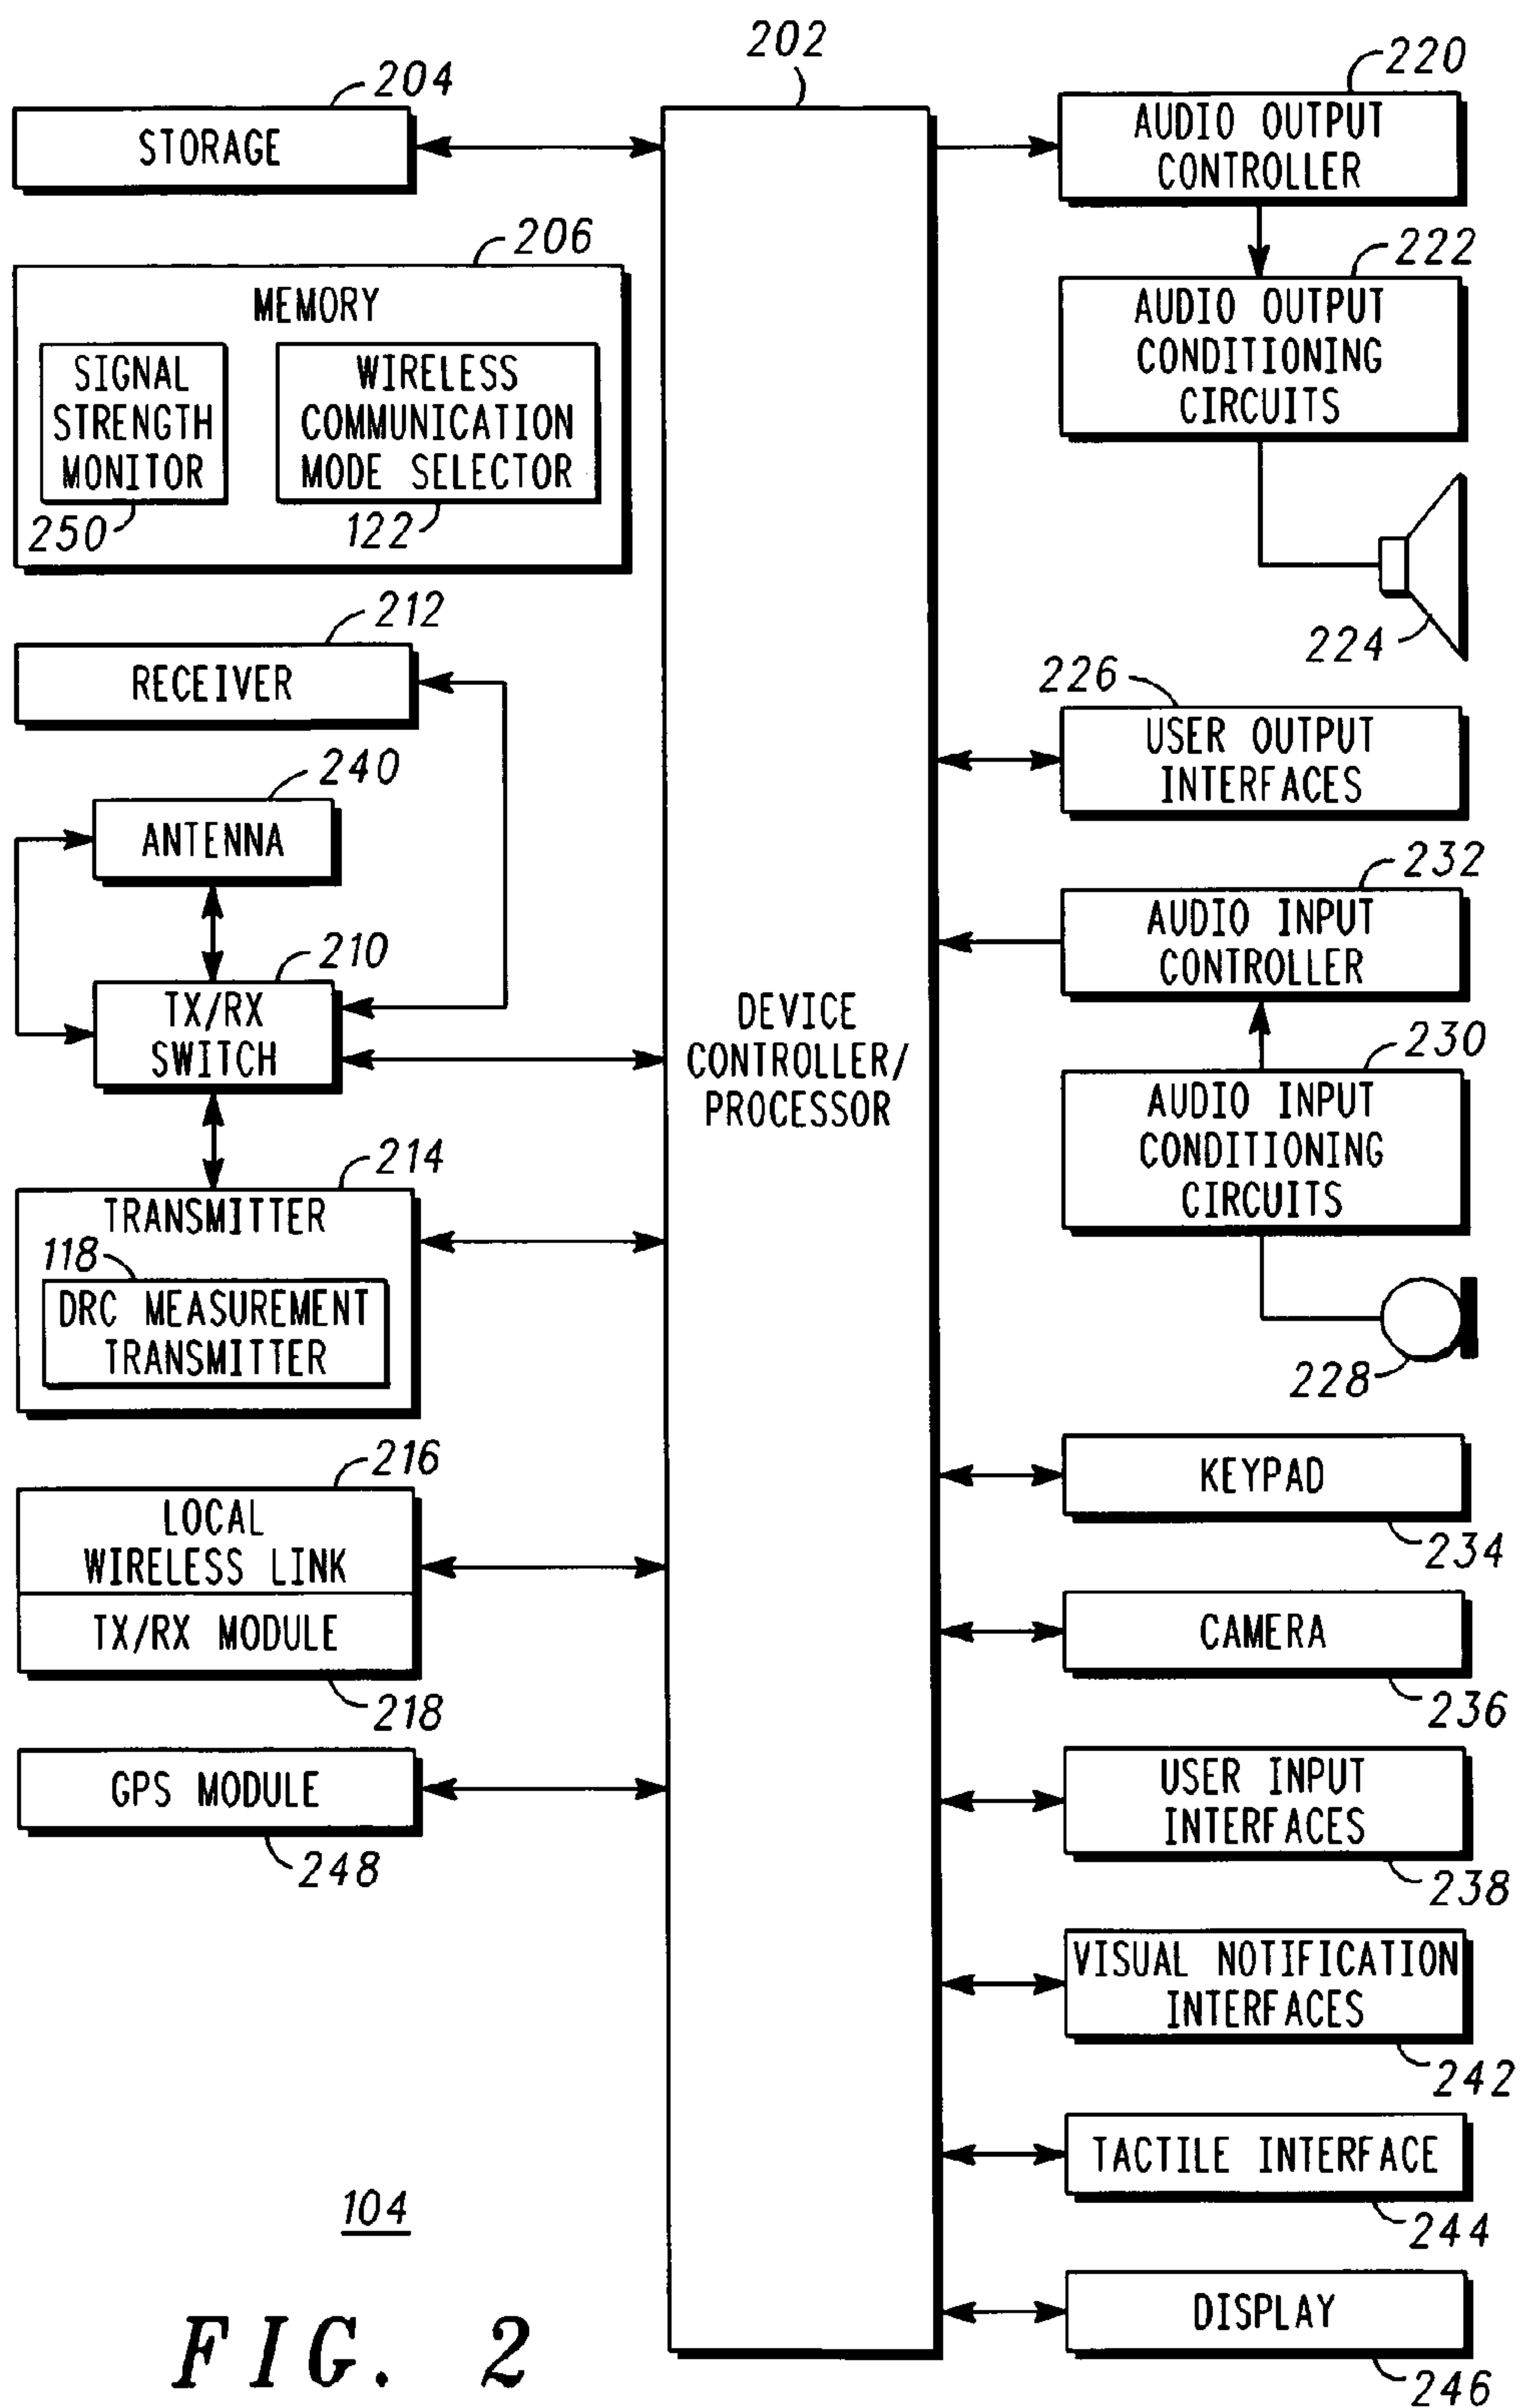 202
204
STORAGE
206
MEMORY
SIGNAL
STRENGTH
MONITOR
250
WIRELESS
COMMUNICATION
MODE SELECTOR
122
212
RECEIVER
240
ANTENNA
210
TX/RX
SWITCH
214
TRANSMITTER
118
DRC MEASUREMENT
TRANSMITTER
216
LOCAL
WIRELESS LINK
TX/RX MODULE
218
GPS MODULE
248
DEVICE
CONTROLLER/
PROCESSOR
220
AUDIO OUTPUT
CONTROLLER
222
AUDIO OUTPUT
CONDITIONING
CIRCUITS
224
226
USER OUTPUT
INTERFACES
232
AUDIO INPUT
CONTROLLER
230
AUDIO INPUT
CONDITIONING
CIRCUITS
228
KEYPAD
234
CAMERA
236
USER INPUT
INTERFACES
238
VISUAL NOTIFICATION
INTERFACES
242
TACTILE INTERFACE
244
DISPLAY
246
104
FIG. 2